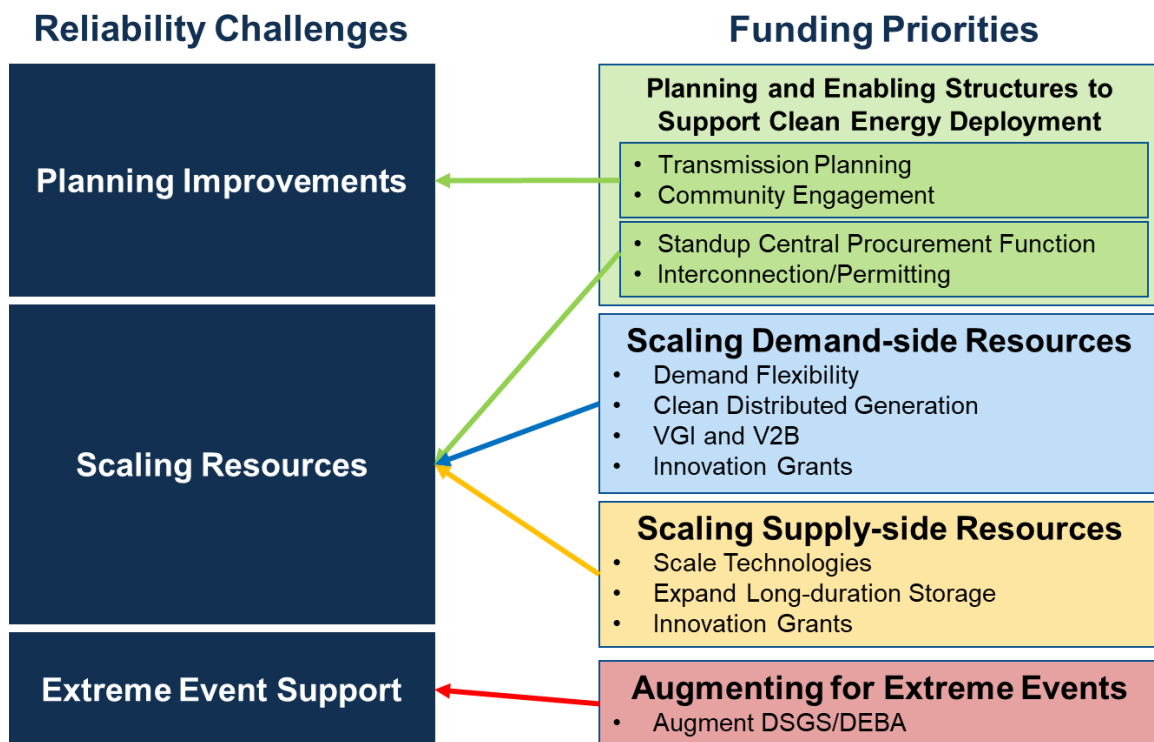 Reliability Challenges
Planning Improvements
Scaling Resources
Extreme Event Support
Funding Priorities
Planning and Enabling Structures to
Support Clean Energy Deployment
• Transmission Planning
• Community Engagement
• Standup Central Procurement Function
• Interconnection/Permitting
Scaling Demand-side Resources
• Demand Flexibility
• Clean Distributed Generation
• VGI and V2B
• Innovation Grants
Scaling Supply-side Resources
• Scale Technologies
• Expand Long-duration Storage
• Innovation Grants
Augmenting for Extreme Events
• Augment DSGS/DEBA